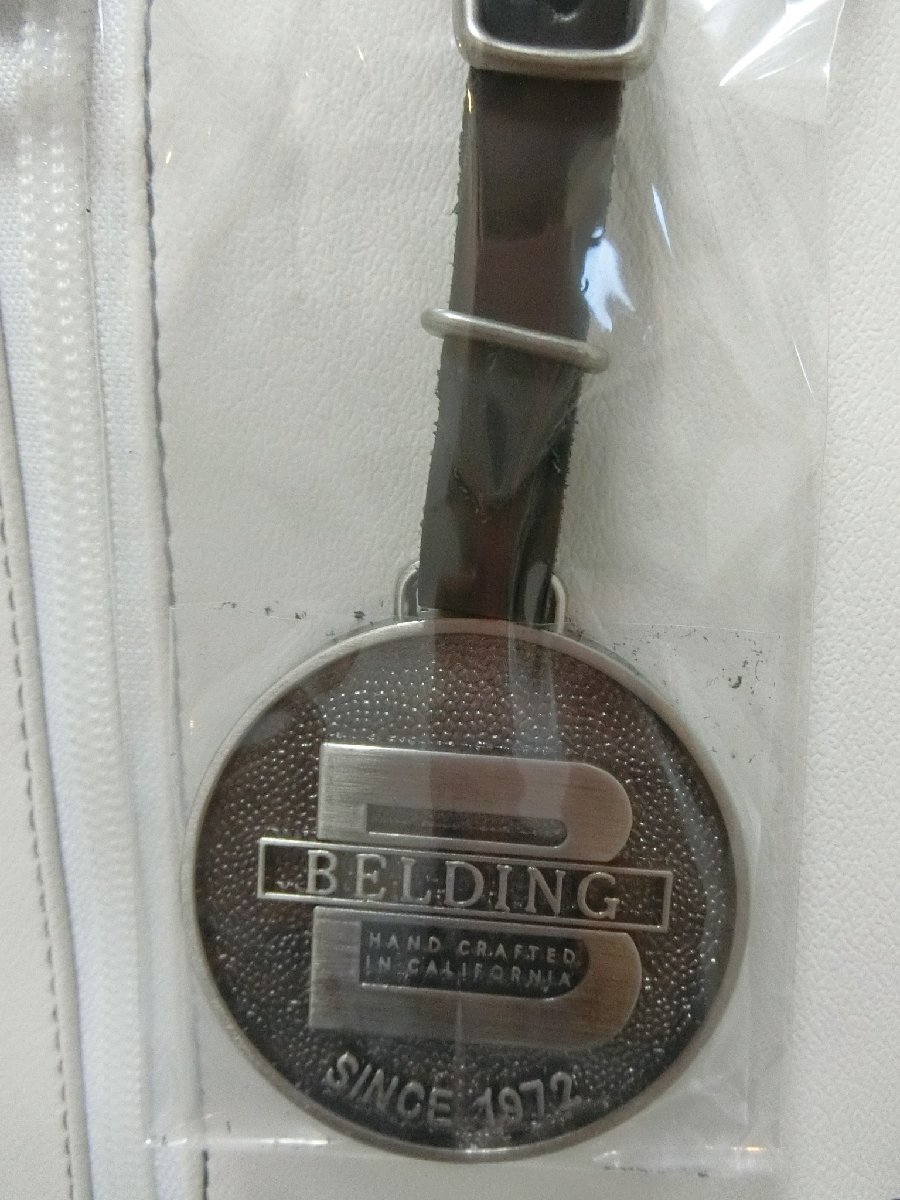 BELDING
HAND CRAFTED
IN CALIFORNIA
SINCE 1972